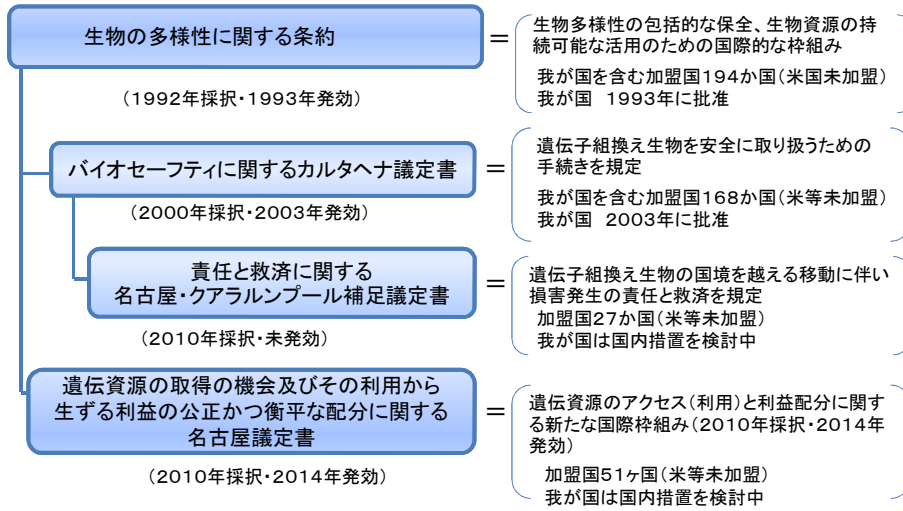 生物の多様性に関する条約
(1992年採択・1993年発効)
=
生物多様性の包括的な保全、生物資源の持
続可能な活用のための国際的な枠組み
我が国を含む加盟国194か国(米国未加盟)
我が国 1993年に批准
バイオセーフティに関するカルタヘナ議定書
(2000年採択・2003年発効)
=
遺伝子組換え生物を安全に取り扱うための
手続きを規定
我が国を含む加盟国168か国(米等未加盟)
我が国 2003年に批准
責任と救済に関する
名古屋・クアラルンプール補足議定書
(2010年採択・未発効)
=
遺伝子組換え生物の国境を越える移動に伴い
損害発生の責任と救済を規定
加盟国27か国(米等未加盟)
我が国は国内措置を検討中
遺伝資源の取得の機会及びその利用から
生ずる利益の公正かつ衡平な配分に関する
名古屋議定書
(2010年採択・2014年発効)
=
遺伝資源のアクセス(利用)と利益配分に関す
る新たな国際枠組み(2010年採択・2014年
発効)
加盟国51ヶ国(米等未加盟)
我が国は国内措置を検討中